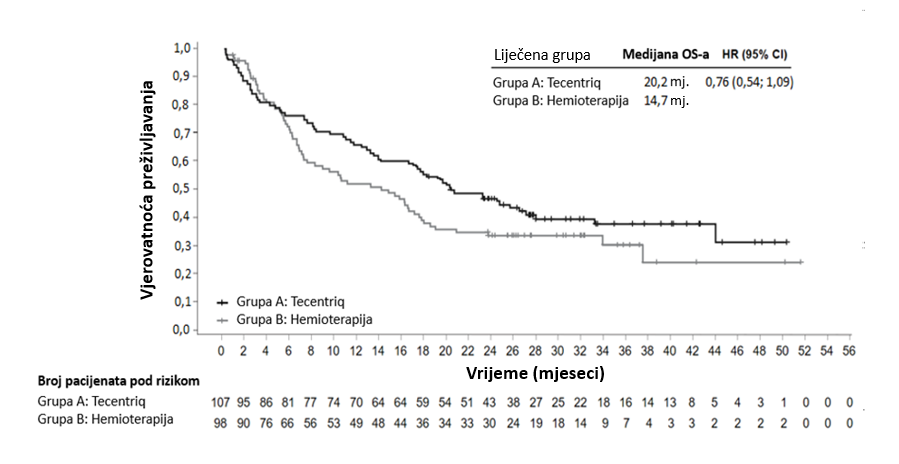 Liječena grupa Medijana OS-a HR (95% CI)
Grupa A: Tecentriq 20,2 mj. 0,76 (0,54; 1,09)
Grupa B: Hemioterapija 14,7 mj.
Vjerovatnoća preživljavanja
1,0
0,9
0,8
0,7
0,6
0,5
0,4
0,3
0,2
0,1
0,0
Grupa A: Tecentriq
Grupa B: Hemioterapija
0 2 4 6 8 10 12 14 16 18 20 22 24 26 28 30 32 34 36 38 40 42 44 46 48 50 52 54 56
Vrijeme (mjeseci)
Broj pacijenata pod rizikom
Grupa A: Tecentriq 107 95 86 81 77 74 70 64 64 59 54 51 43 38 27 25 22 18 16 14 13 8 5 4 3 1 0 0 0
Grupa B: Hemioterapija 98 90 76 66 56 53 49 48 44 36 34 33 30 24 19 18 14 9 7 4 3 3 2 2 2 2 0 0 0